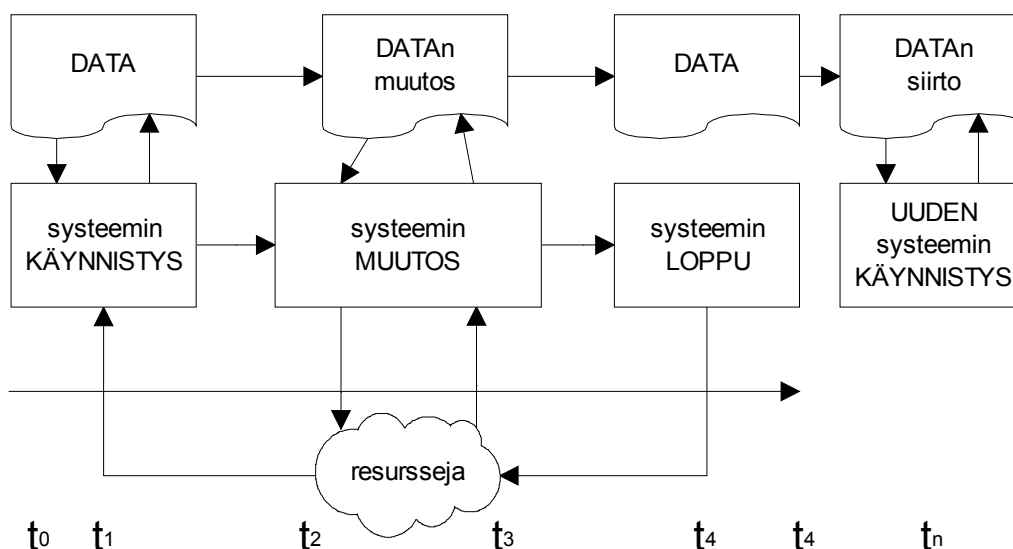 DATA
DATAn
muutos
DATA
DATAn
siirto
systeemin
KÄYNNISTYS
systeemin
MUUTOS
systeemin
LOPPU
UUDEN
systeemin
KÄYNNISTYS
resursseja
t0 t1 t2 t3 t4 t4 tn